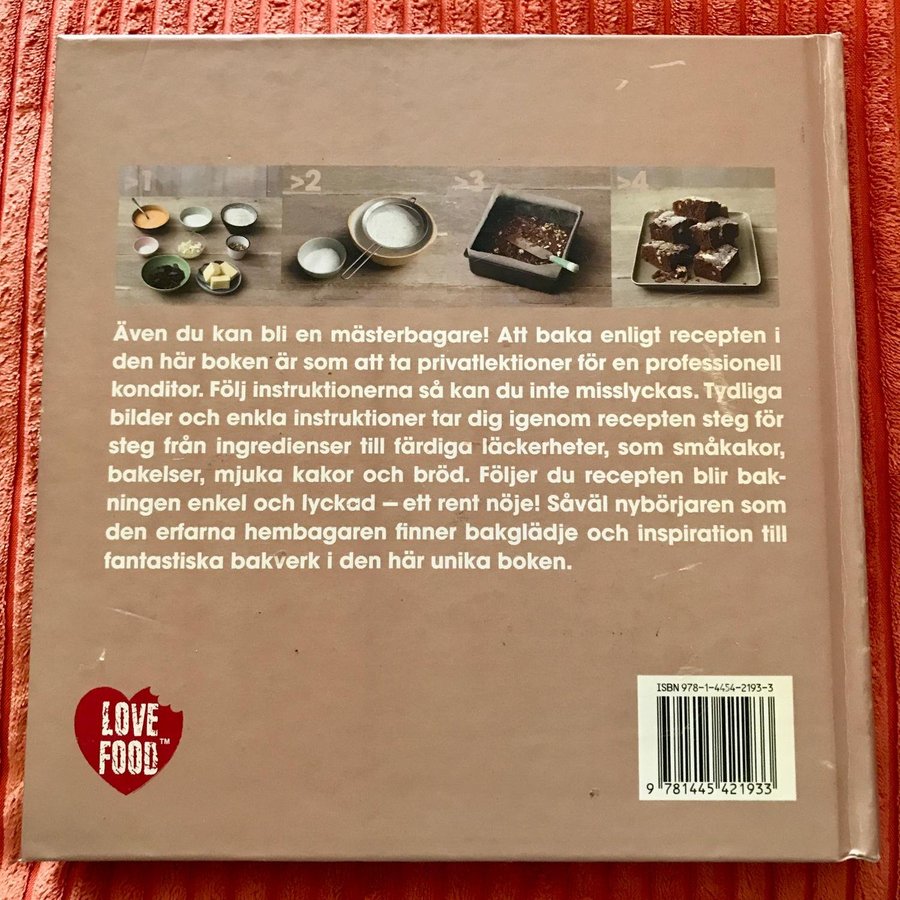 >1 >2 >3 >4
Även du kan bli en mästerbagare! Att baka enligt recepten i
den här boken är som att ta privatlektioner för en professionell
konditor. Följ instruktionerna så kan du inte misslyckas. Tydliga
bilder och enkla instruktioner tar dig igenom recepten steg för
steg från ingredienser till färdiga läckerheter, som småkakor,
bakelser, mjuka kakor och bröd. Följer du recepten blir bak-
ningen enkel och lyckad – ett rent nöje! Såväl nybörjaren som
den erfarna hembagaren finner bakglädje och inspiration till
fantastiska bakverk i den här unika boken.
ISBN 978-1-4454-2193-3
LOVE
FOOD™
9 781445 421933